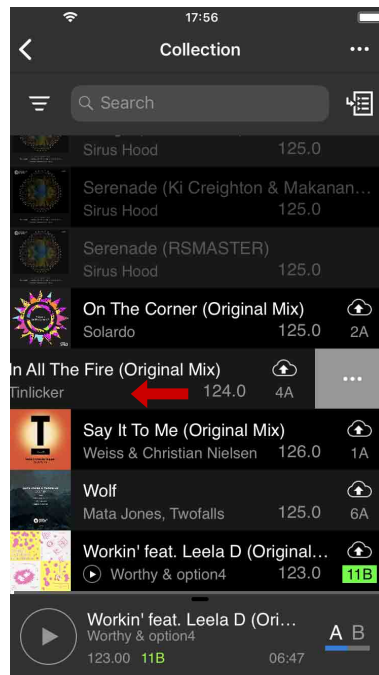 17:56
Collection
Search
Sirus Hood 125.0
Serenade (Ki Creighton & Makanan...
Sirus Hood 125.0
Serenade (RSMASTER)
Sirus Hood 125.0
On The Corner (Original Mix)
Solardo 125.0 2A
In All The Fire (Original Mix)
Tinlicker 124.0 4A
Say It To Me (Original Mix)
Weiss & Christian Nielsen 126.0 1A
Wolf
Mata Jones, Twofalls 125.0 6A
Workin' feat. Leela D (Original...
Worthy & option4 123.0 11B
Workin' feat. Leela D (Ori...
Worthy & option4
A B
123.00 11B 06:47